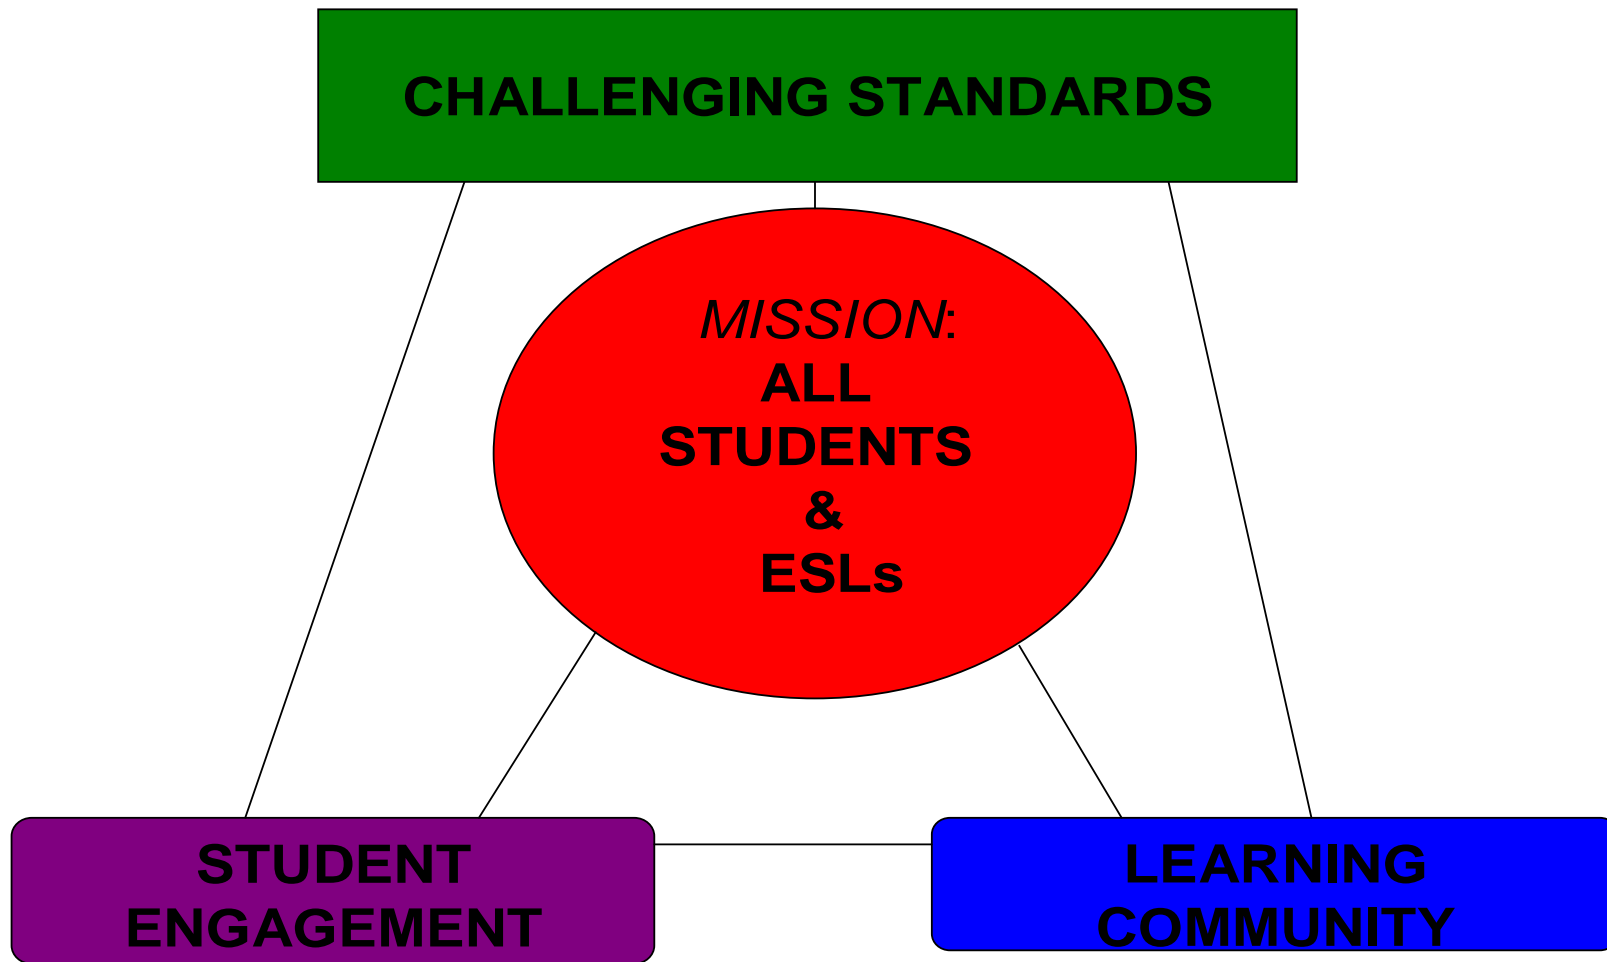 CHALLENGING STANDARDS
MISSION:
ALL
STUDENTS
&
ESLs
STUDENT
ENGAGEMENT
LEARNING
COMMUNITY